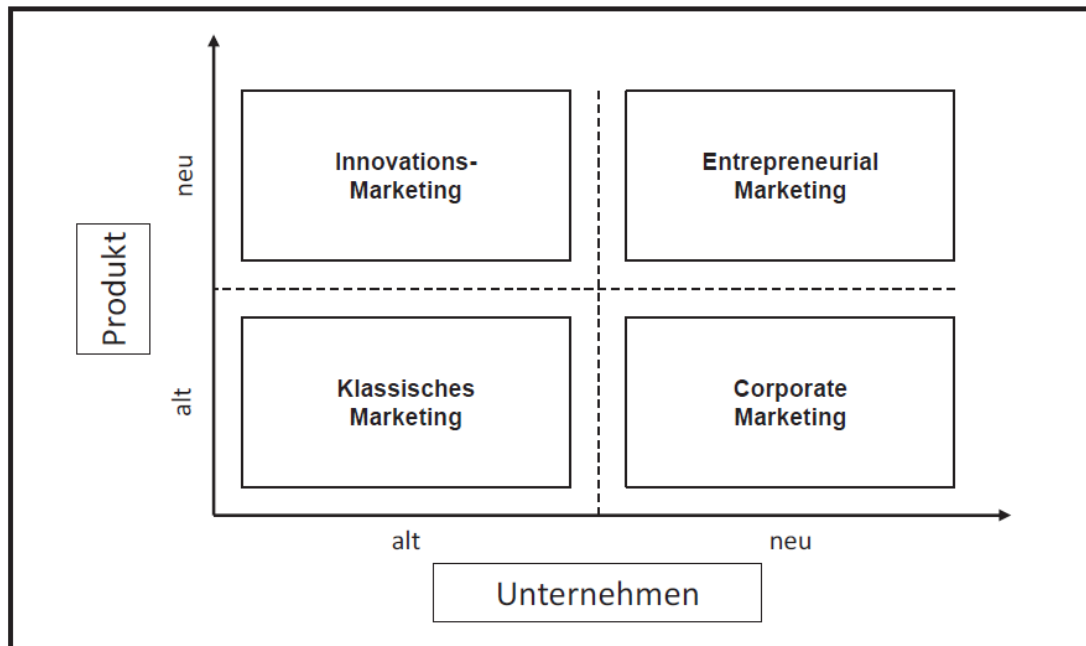 neu
Innovations-
Marketing
Entrepreneurial
Marketing
Produkt
alt
Klassisches
Marketing
Corporate
Marketing
alt
neu
Unternehmen